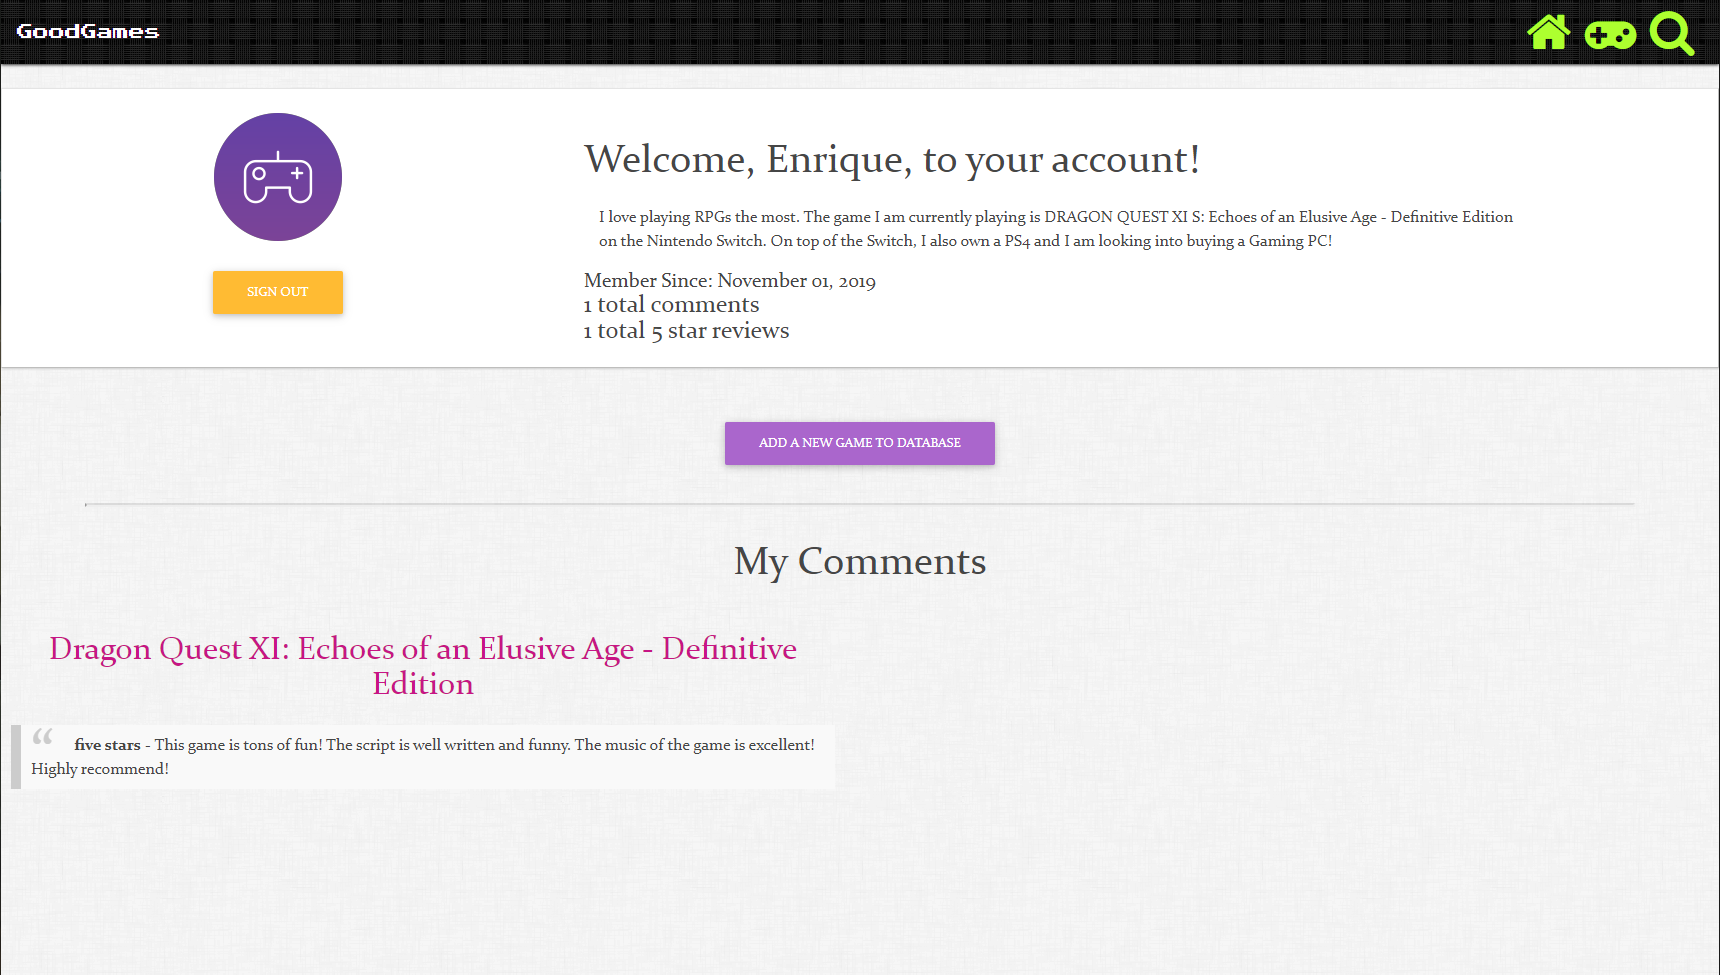 GoodGames
Welcome, Enrique, to your account!
I love playing RPGs the most. The game I am currently playing is DRAGON QUEST XI S: Echoes of an Elusive Age - Definitive Edition
on the Nintendo Switch. On top of the Switch, I also own a PS4 and I am looking into buying a Gaming PC!
SIGN OUT
Member Since: November 01, 2019
1 total comments
1 total 5 star reviews
ADD A NEW GAME TO DATABASE
My Comments
Dragon Quest XI: Echoes of an Elusive Age - Definitive
Edition
“ five stars - This game is tons of fun! The script is well written and funny. The music of the game is excellent!
Highly recommend!